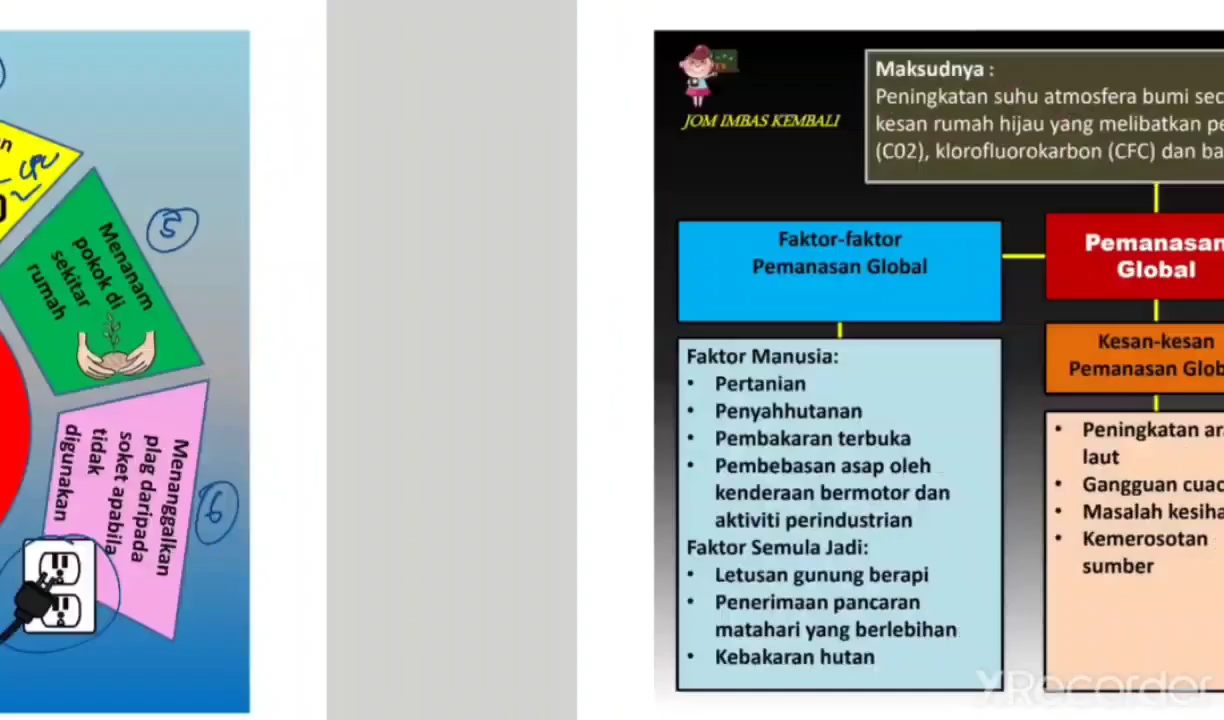 CFC
5
Menanam
pokok di
sekitar
rumah
Menanggalkan
plag daripada
soket apabila
tidak
digunakan
6
JOM IMBAS KEMBALI
Maksudnya :
Peningkatan suhu atmosfera bumi sec
kesan rumah hijau yang melibatkan pe
(C02), klorofluorokarbon (CFC) dan ba
Faktor-faktor
Pemanasan Global
Pemanasan
Global
Faktor Manusia:
• Pertanian
• Penyahhutanan
• Pembakaran terbuka
• Pembebasan asap oleh
kenderaan bermotor dan
aktiviti perindustrian
Faktor Semula Jadi:
• Letusan gunung berapi
• Penerimaan pancaran
matahari yang berlebihan
• Kebakaran hutan
Kesan-kesan
Pemanasan Glob
• Peningkatan ar
laut
• Gangguan cuac
• Masalah kesiha
• Kemerosotan
sumber
XRecorder